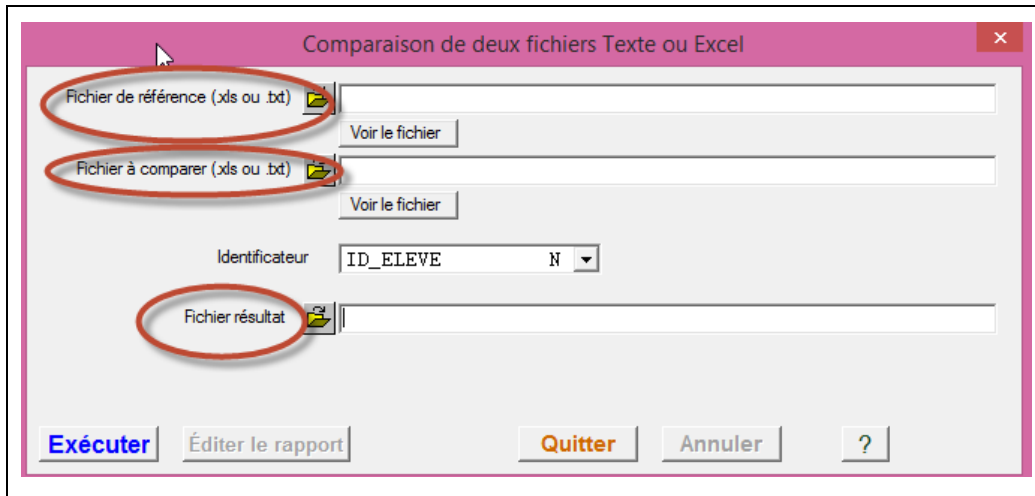 Comparaison de deux fichiers Texte ou Excel
Fichier de référence (.xls ou .txt)
Voir le fichier
Fichier à comparer (.xls ou .txt)
Voir le fichier
Identificateur ID_ELEVE N
Fichier résultat
Exécuter Éditer le rapport Quitter Annuler ?